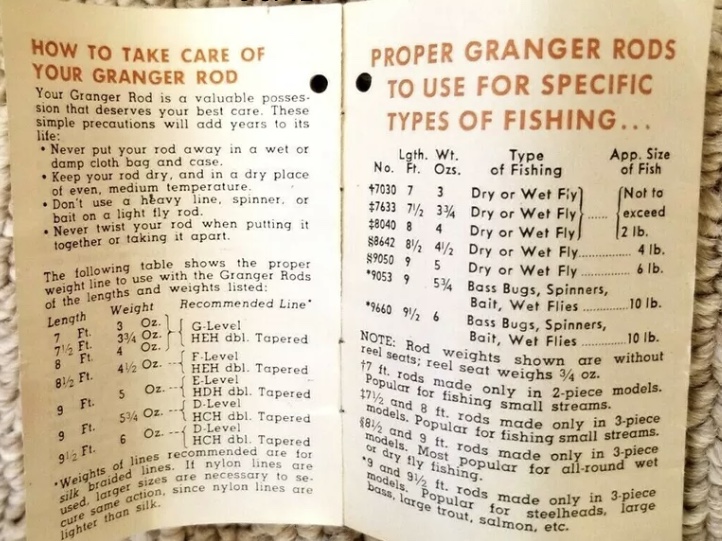 HOW TO TAKE CARE OF
YOUR GRANGER ROD
Your Granger Rod is a valuable posses-
sion that deserves your best care. These
simple precautions will add years to its
life:
• Never put your rod away in a wet or
damp cloth bag and case.
• Keep your rod dry, and in a dry place
of even, medium temperature.
• Don't use a heavy line, spinner, or
bait on a light fly rod.
• Never twist your rod when putting it
together or taking it apart.
The following table shows the proper
weight line to use with the Granger Rods
of the lengths and weights listed:
Length Weight Recommended Line*
7 Ft. 3 Oz. G-Level
7½ Ft. 3¾ Oz. HEH dbl. Tapered
8 Ft. 4 Oz.
8½ Ft. 4½ Oz. --- F-Level
HEH dbl. Tapered
9 Ft. 5 Oz. --- E-Level
HDH dbl. Tapered
9 Ft. 5¾ Oz. --- D-Level
HCH dbl. Tapered
9½ Ft. 6 Oz. --- D-Level
HCH dbl. Tapered
*Weights of lines recommended are for
silk braided lines. If nylon lines are
used, larger sizes are necessary to se-
cure same action, since nylon lines are
lighter than silk.
PROPER GRANGER RODS
TO USE FOR SPECIFIC
TYPES OF FISHING...
Lgth. Wt. Type App. Size
No. Ft. Ozs. of Fishing of Fish
†7030 7 3 Dry or Wet Fly Not to
‡7633 7½ 3¾ Dry or Wet Fly ...... exceed
‡8040 8 4 Dry or Wet Fly 2 lb.
§8642 8½ 4½ Dry or Wet Fly ............ 4 lb.
§9050 9 5 Dry or Wet Fly ............ 6 lb.
*9053 9 5¾ Bass Bugs, Spinners,
Bait, Wet Flies ......10 lb.
*9660 9½ 6 Bass Bugs, Spinners,
Bait, Wet Flies ......10 lb.
NOTE: Rod weights shown are without
reel seats; reel seat weighs ¾ oz.
†7 ft. rods made only in 2-piece models.
Popular for fishing small streams.
‡7½ and 8 ft. rods made only in 3-piece
models. Popular for fishing small streams.
§8½ and 9 ft. rods made only in 3-piece
models. Most popular for all-round wet
or dry fly fishing.
*9 and 9½ ft. rods made only in 3-piece
models. Popular for steelheads, large
bass, large trout, salmon, etc.